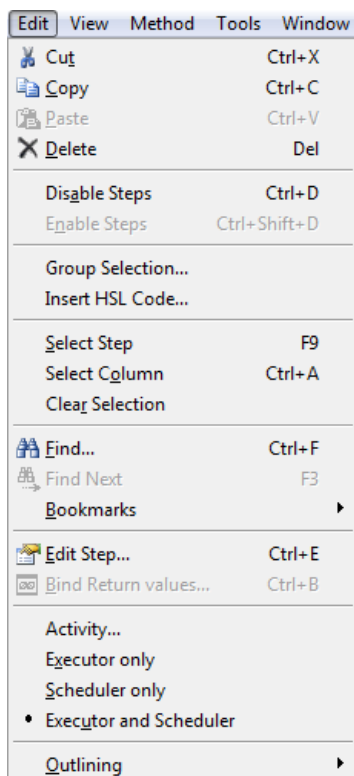 Edit View Method Tools Window
Cut Ctrl+X
Copy Ctrl+C
Paste Ctrl+V
Delete Del
Disable Steps Ctrl+D
Enable Steps Ctrl+Shift+D
Group Selection...
Insert HSL Code...
Select Step F9
Select Column Ctrl+A
Clear Selection
Find... Ctrl+F
Find Next F3
Bookmarks
Edit Step... Ctrl+E
Bind Return values... Ctrl+B
Activity...
Executor only
Scheduler only
Executor and Scheduler
Outlining